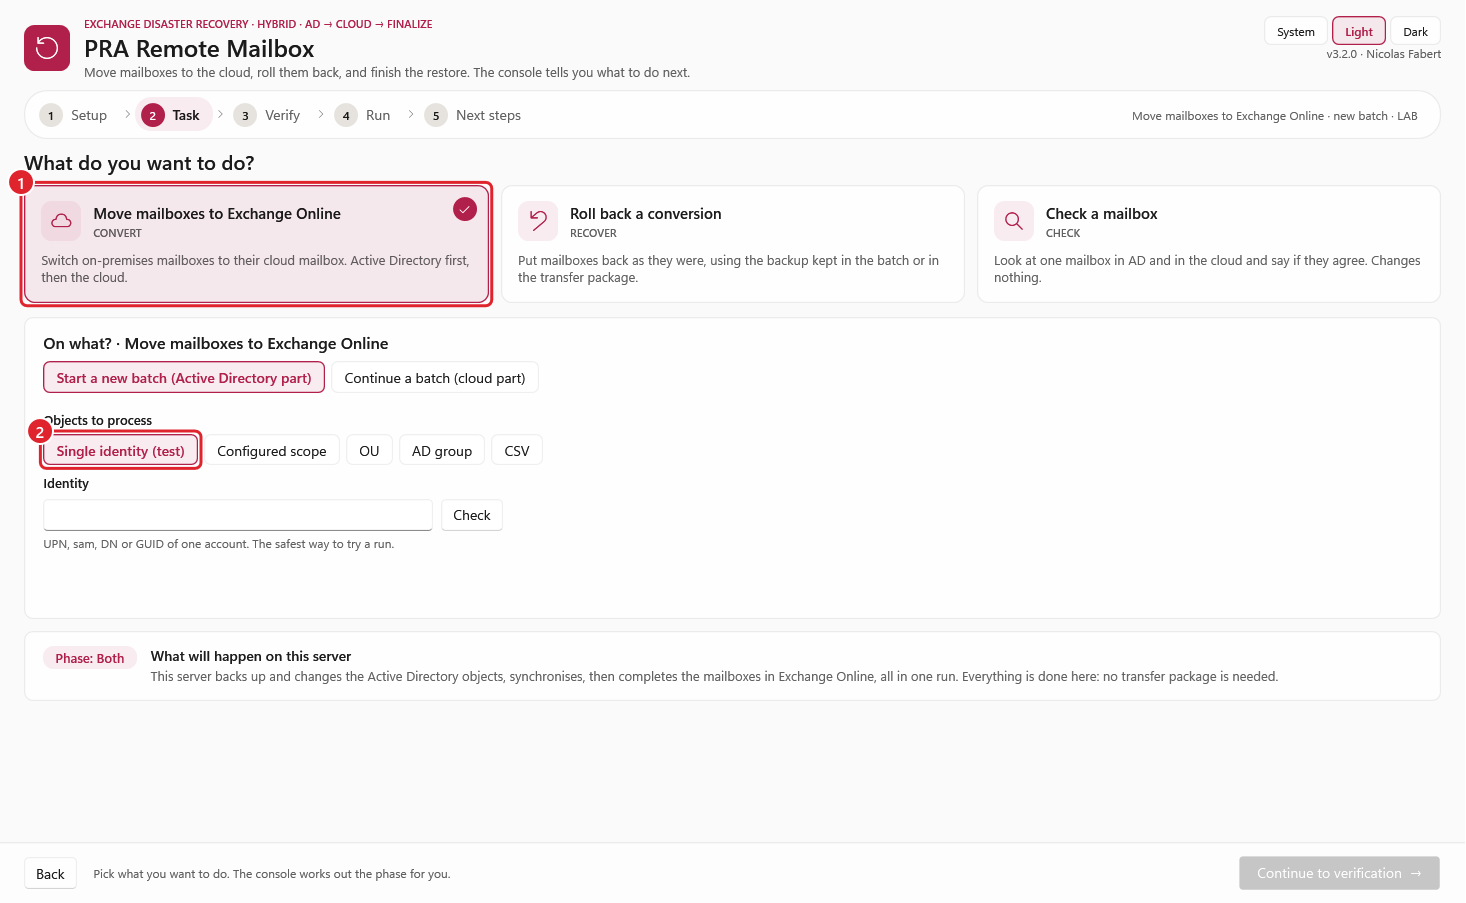 EXCHANGE DISASTER RECOVERY · HYBRID · AD → CLOUD → FINALIZE
PRA Remote Mailbox
Move mailboxes to the cloud, roll them back, and finish the restore. The console tells you what to do next.
System
Light
Dark
v3.2.0 · Nicolas Fabert
1 Setup
2 Task
3 Verify
4 Run
5 Next steps
Move mailboxes to Exchange Online · new batch · LAB
What do you want to do?
1
Move mailboxes to Exchange Online
CONVERT
Switch on-premises mailboxes to their cloud mailbox. Active Directory first,
then the cloud.
Roll back a conversion
RECOVER
Put mailboxes back as they were, using the backup kept in the batch or in
the transfer package.
Check a mailbox
CHECK
Look at one mailbox in AD and in the cloud and say if they agree. Changes
nothing.
On what? · Move mailboxes to Exchange Online
Start a new batch (Active Directory part)
Continue a batch (cloud part)
Objects to process
2
Single identity (test)
Configured scope
OU
AD group
CSV
Identity
Check
UPN, sam, DN or GUID of one account. The safest way to try a run.
Phase: Both
What will happen on this server
This server backs up and changes the Active Directory objects, synchronises, then completes the mailboxes in Exchange Online, all in one run. Everything is done here: no transfer package is needed.
Back
Pick what you want to do. The console works out the phase for you.
Continue to verification →